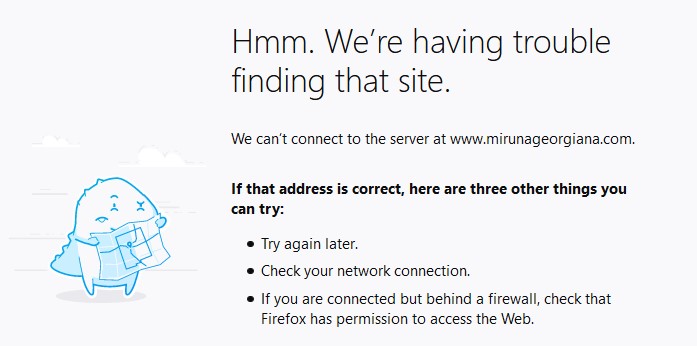 Hmm. We’re having trouble
finding that site.
We can’t connect to the server at www.mirunageorgiana.com.
If that address is correct, here are three other things you
can try:
• Try again later.
• Check your network connection.
• If you are connected but behind a firewall, check that
Firefox has permission to access the Web.